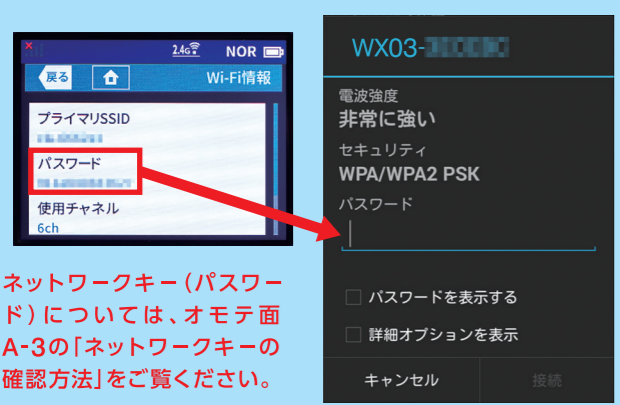 2.4G NOR
戻る Wi-Fi情報
プライマリSSID
パスワード
使用チャネル
6ch
ネットワークキー(パスワー
ド)については、オモテ面
A-3の「ネットワークキーの
確認方法」をご覧ください。
WX03-
電波強度
非常に強い
セキュリティ
WPA/WPA2 PSK
パスワード
パスワードを表示する
詳細オプションを表示
キャンセル 接続